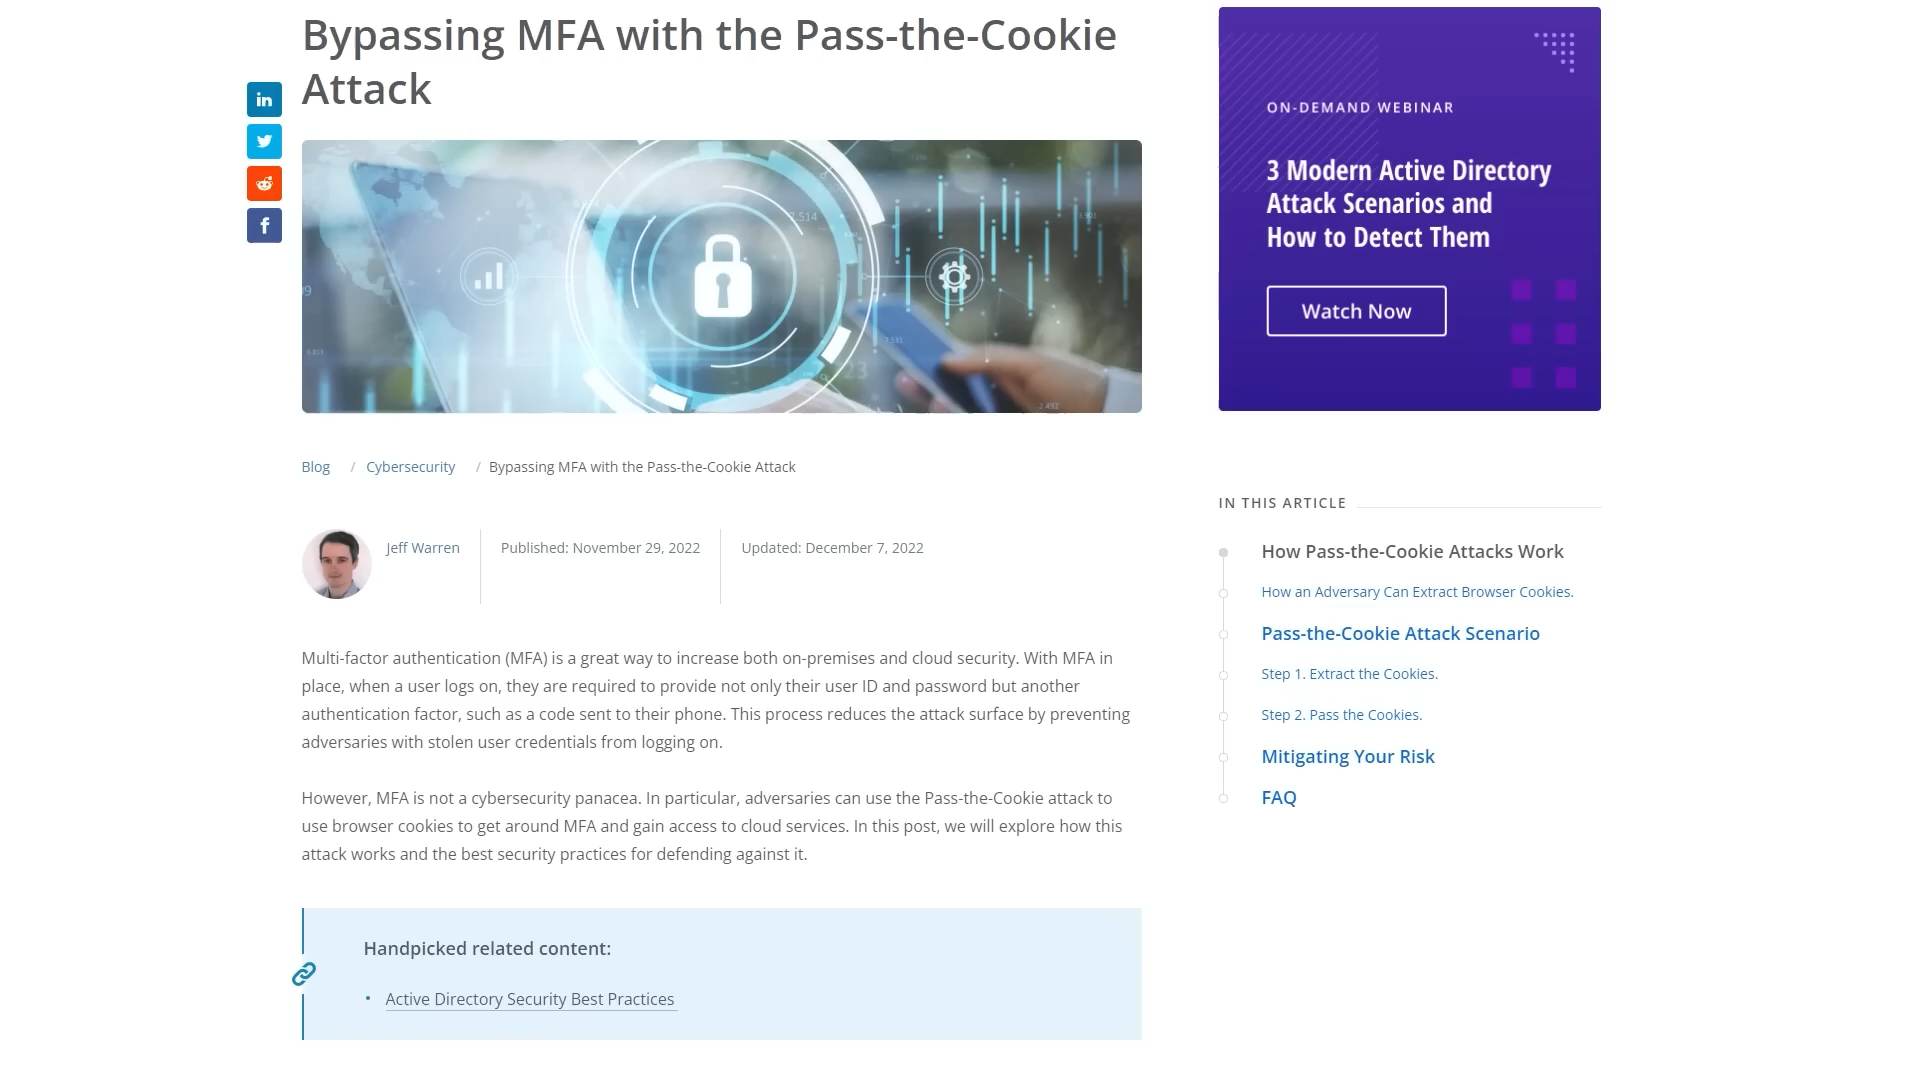 Bypassing MFA with the Pass-the-Cookie
Attack
in
f
7,514
23
Blog / Cybersecurity / Bypassing MFA with the Pass-the-Cookie Attack
Jeff Warren
Published: November 29, 2022
Updated: December 7, 2022
Multi-factor authentication (MFA) is a great way to increase both on-premises and cloud security. With MFA in
place, when a user logs on, they are required to provide not only their user ID and password but another
authentication factor, such as a code sent to their phone. This process reduces the attack surface by preventing
adversaries with stolen user credentials from logging on.
However, MFA is not a cybersecurity panacea. In particular, adversaries can use the Pass-the-Cookie attack to
use browser cookies to get around MFA and gain access to cloud services. In this post, we will explore how this
attack works and the best security practices for defending against it.
Handpicked related content:
• Active Directory Security Best Practices
ON-DEMAND WEBINAR
3 Modern Active Directory
Attack Scenarios and
How to Detect Them
Watch Now
IN THIS ARTICLE
How Pass-the-Cookie Attacks Work
How an Adversary Can Extract Browser Cookies.
Pass-the-Cookie Attack Scenario
Step 1. Extract the Cookies.
Step 2. Pass the Cookies.
Mitigating Your Risk
FAQ